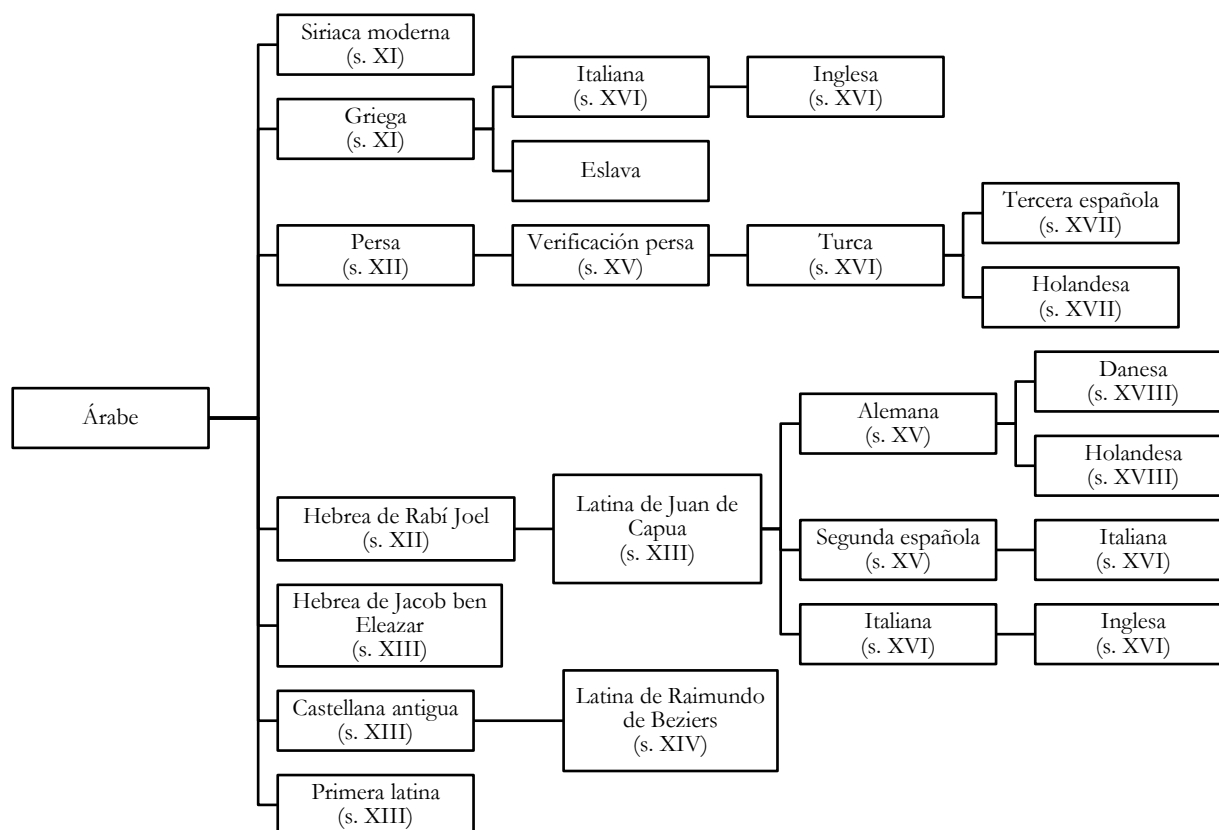 Siriaca moderna
(s. XI)
Griega
(s. XI)
Italiana
(s. XVI)
Inglesa
(s. XVI)
Eslava
Persa
(s. XII)
Verificación persa
(s. XV)
Turca
(s. XVI)
Tercera española
(s. XVII)
Holandesa
(s. XVII)
Árabe
Hebrea de Rabí Joel
(s. XII)
Latina de Juan de
Capua
(s. XIII)
Alemana
(s. XV)
Danesa
(s. XVIII)
Holandesa
(s. XVIII)
Segunda española
(s. XV)
Italiana
(s. XVI)
Italiana
(s. XVI)
Inglesa
(s. XVI)
Hebrea de Jacob ben
Eleazar
(s. XIII)
Castellana antigua
(s. XIII)
Latina de Raimundo
de Beziers
(s. XIV)
Primera latina
(s. XIII)